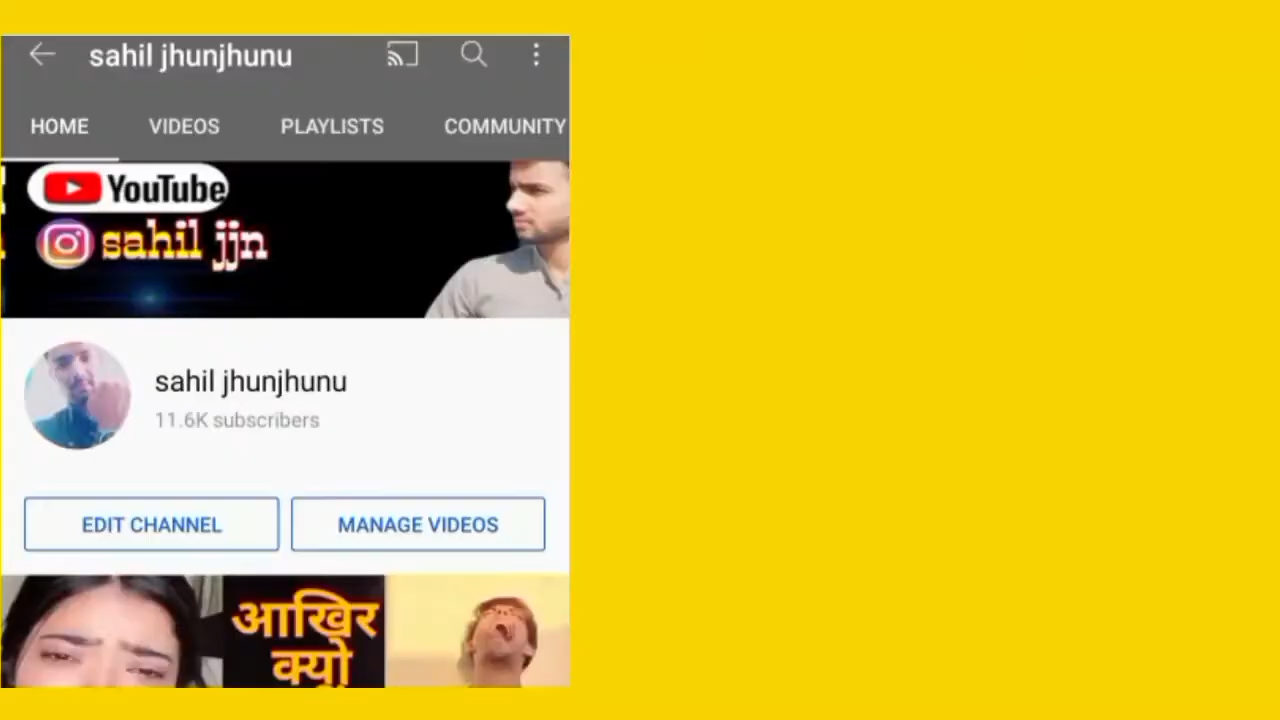 sahil jhunjhunu
HOME VIDEOS PLAYLISTS COMMUNITY
YouTube
sahil jjn
sahil jhunjhunu
11.6K subscribers
EDIT CHANNEL MANAGE VIDEOS
आखिर
क्यों